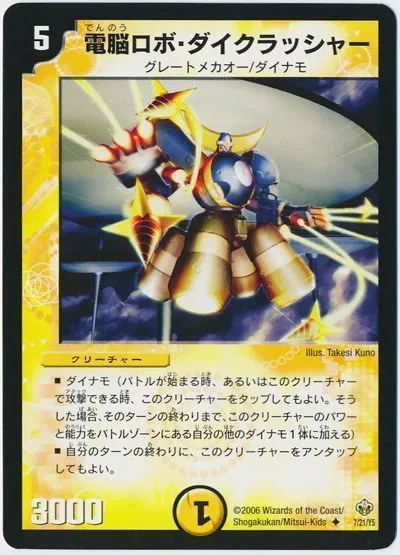 5
でんのう
電脳ロボ・ダイクラッシャー
グレートメカオー/ダイナモ
illus. Takesi Kuno
クリーチャー
■ ダイナモ（バトルが始まる時、あるいはこのクリーチャー
で攻撃できる時、このクリーチャーをタップしてもよい。そう
した場合、そのターンの終わりまで、このクリーチャーのパワー
と能力をバトルゾーンにある自分の他のダイナモ１体に加える）
■ 自分のターンの終わりに、このクリーチャーをアンタップ
してもよい。
3000
1
©2006 Wizards of the Coast/
Shogakukan/Mitsui-Kids
7/21/Y5